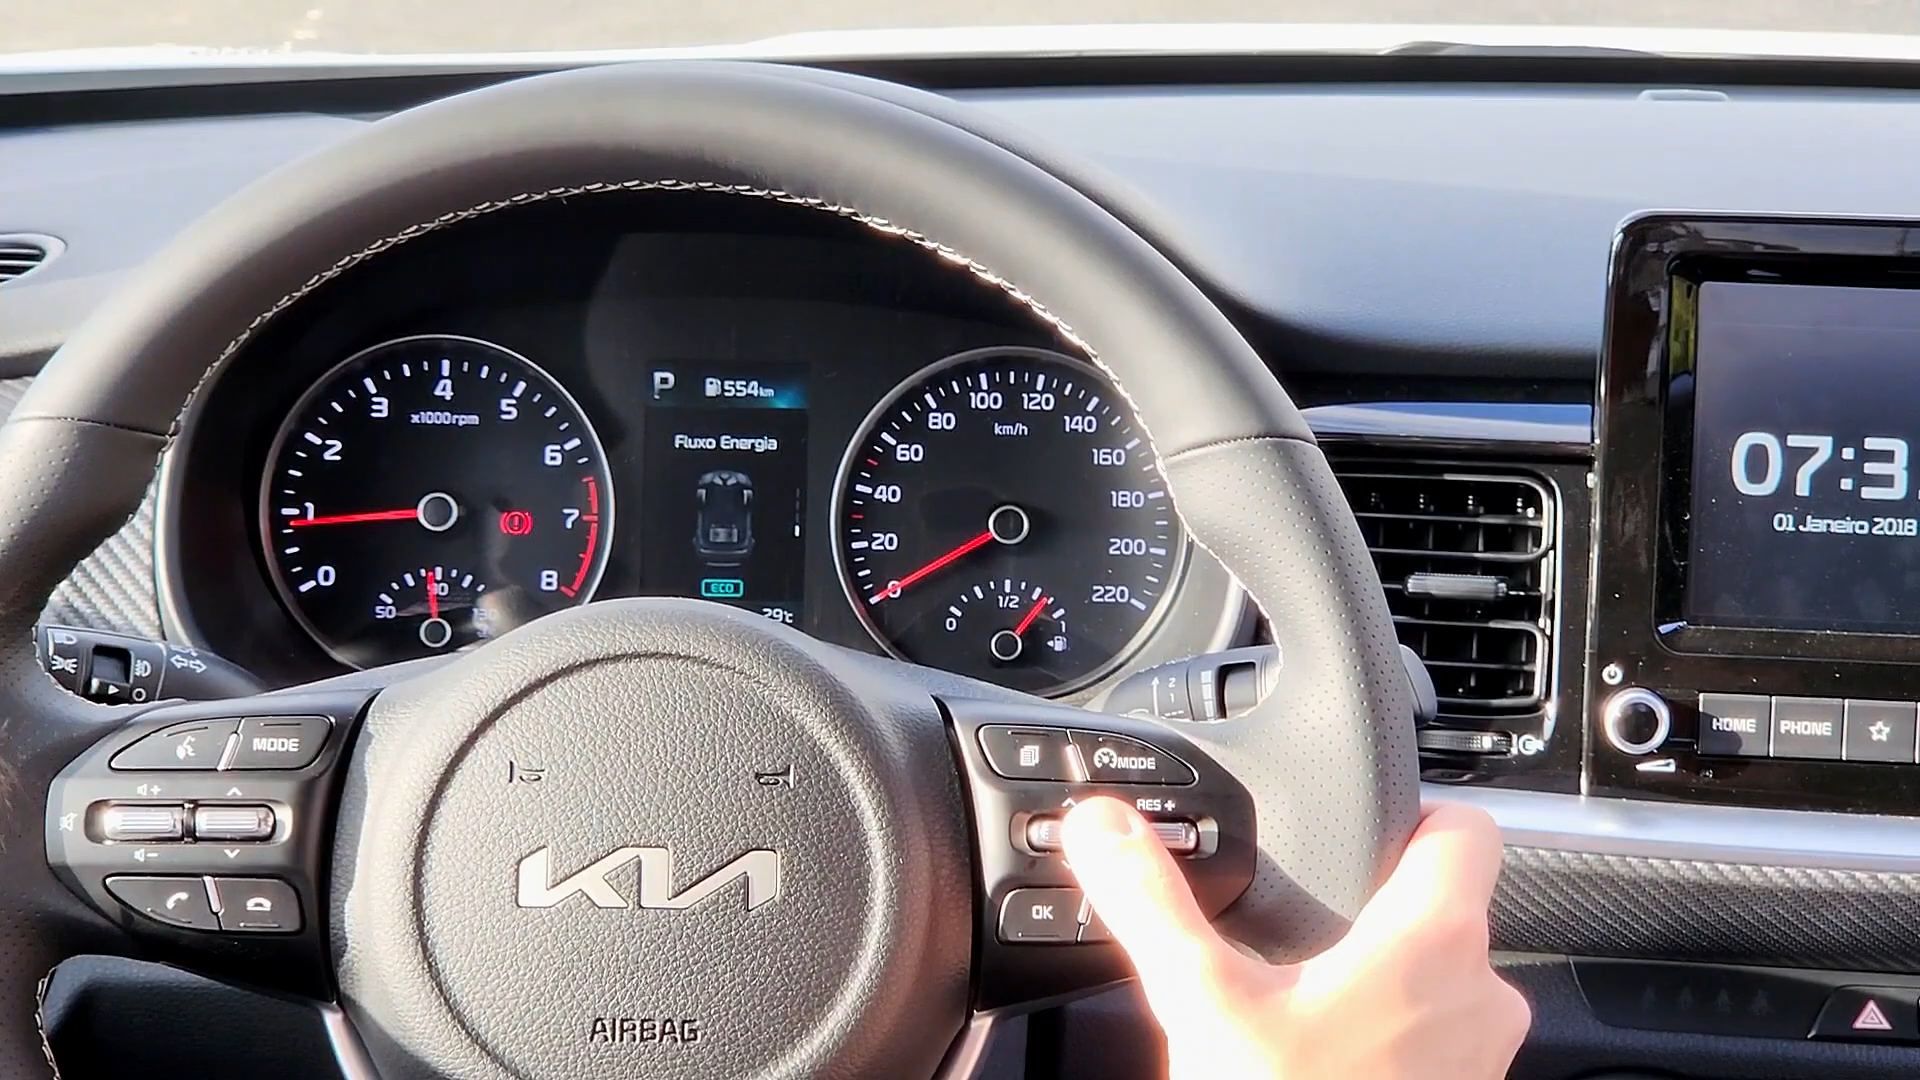 4
3
5
x1000rpm
2
6
1
7
0
8
50
90
P 554km
Fluxo Energia
ECO
29°c
100
120
80
140
km/h
60
160
40
180
20
200
0
220
0
1/2
1
07:3
01 Janeiro 2018
HOME
PHONE
2
1
MODE
MODE
RES +
OK
KIA
AIRBAG